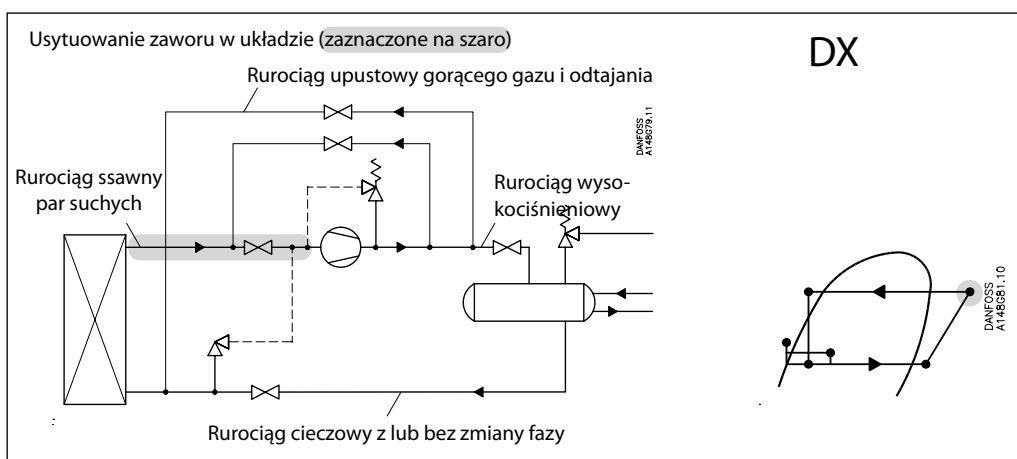 Usytuowanie zaworu w układzie (zaznaczone na szaro)
DX
Rurociąg upustowy gorącego gazu i odtajania
DANFOSS
A148G79.11
Rurociąg ssawny
par suchych
Rurociąg wyso-
kociśnieniowy
DANFOSS
A148G81.10
Rurociąg cieczowy z lub bez zmiany fazy